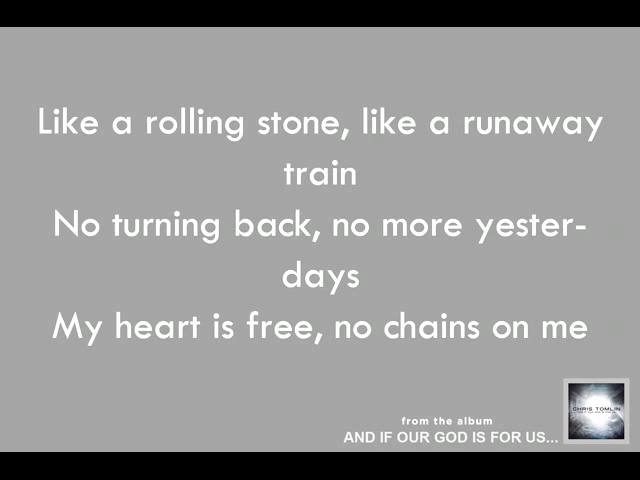 Like a rolling stone, like a runaway
train
No turning back, no more yester-
days
My heart is free, no chains on me
CHRIS TOMLIN
from the album
AND IF OUR GOD IS FOR US...